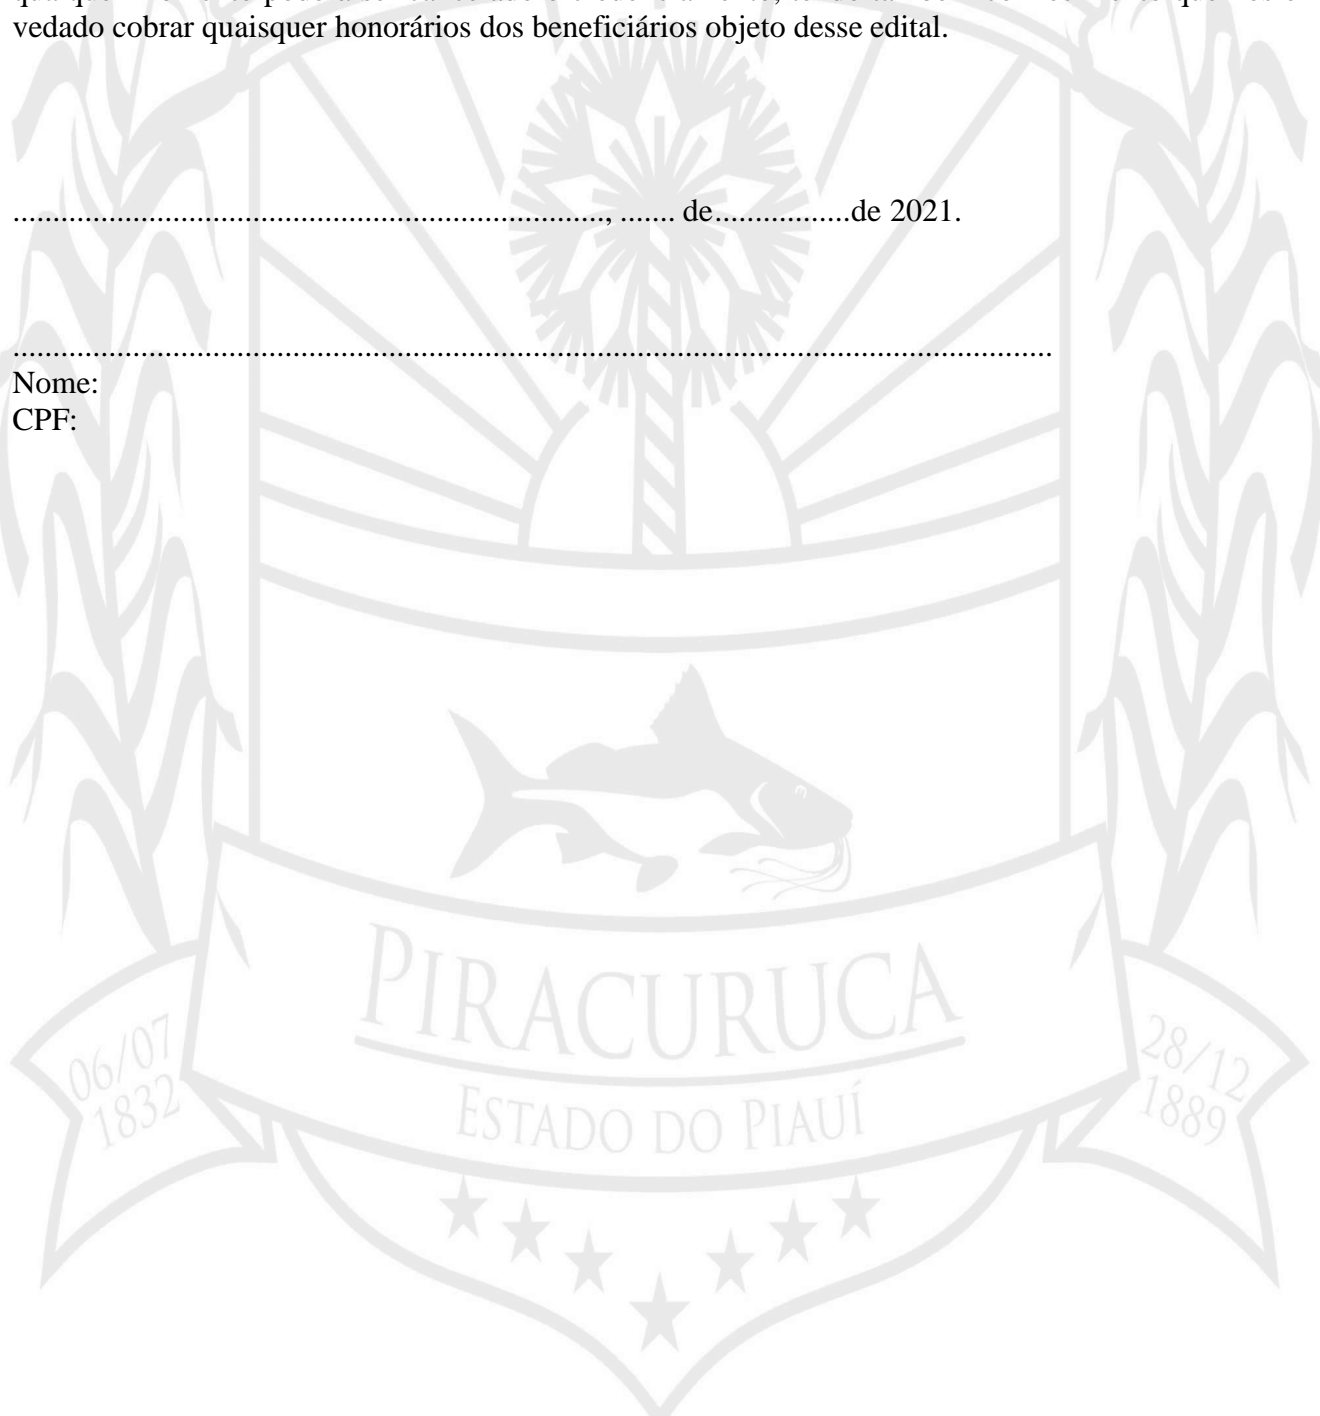 vedado cobrar quaisquer honorários dos beneficiários objeto desse edital.
.........................................................................., ....... de.................de 2021.
..................................................................................................................................
Nome:
CPF:
PIRACURUCA
06/07
1832
28/12
1889
ESTADO DO PIAUÍ